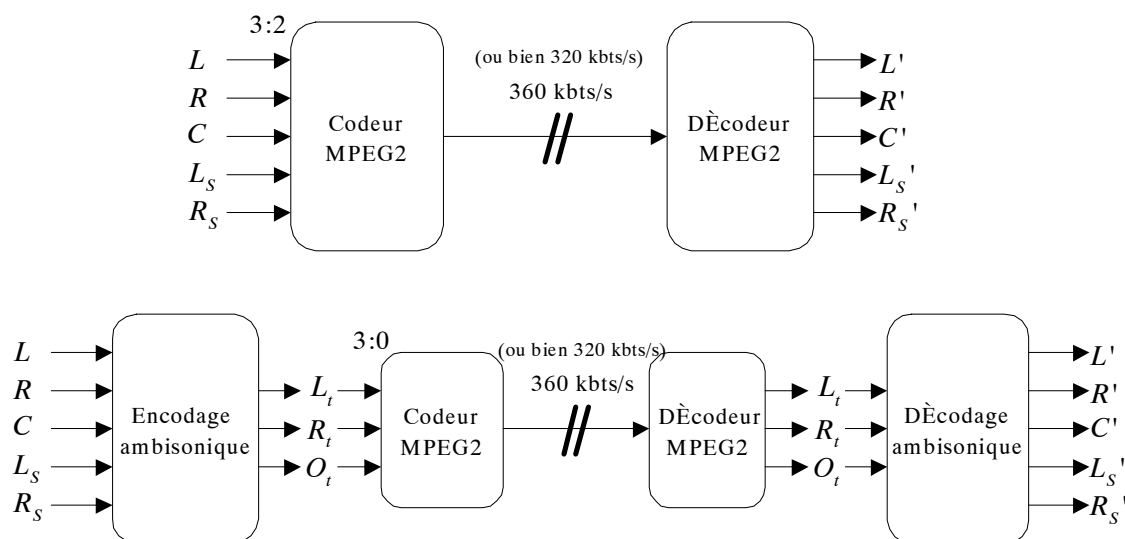 3:2
L
R
C
L_S
R_S
Codeur
MPEG2
(ou bien 320 kbts/s)
360 kbts/s
DÈcodeur
MPEG2
L'
R'
C'
L_S'
R_S'
L
R
C
L_S
R_S
Encodage
ambisonique
L_t
R_t
O_t
3:0
Codeur
MPEG2
(ou bien 320 kbts/s)
360 kbts/s
DÈcodeur
MPEG2
L_t
R_t
O_t
DÈcodage
ambisonique
L'
R'
C'
L_S'
R_S'